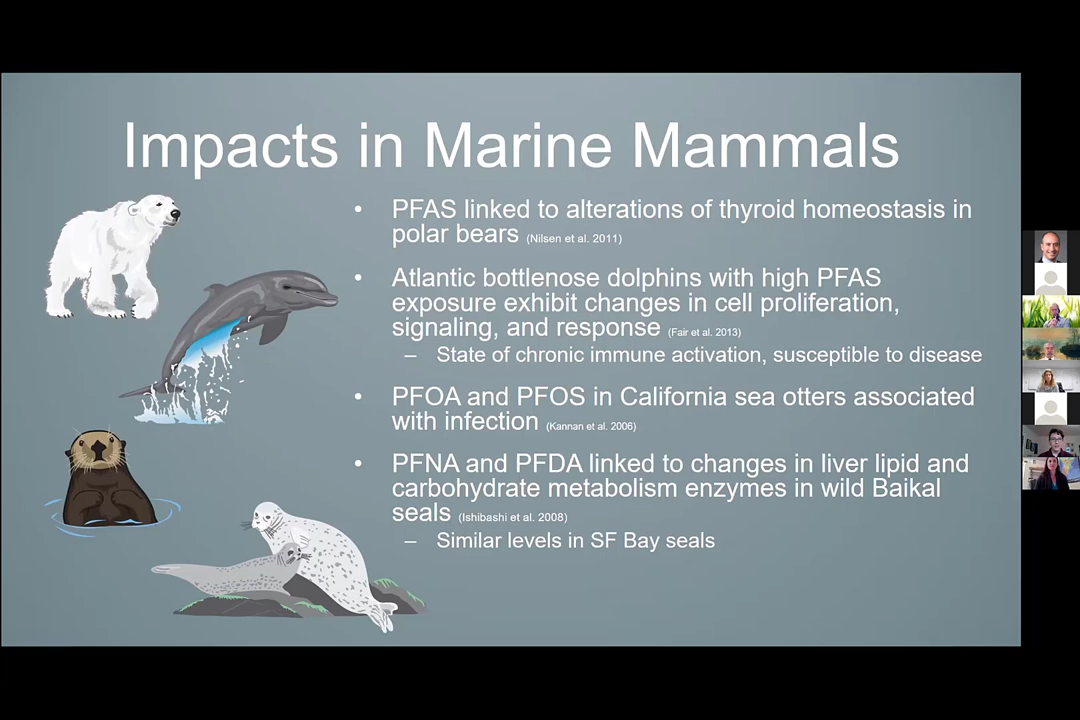 Impacts in Marine Mammals
• PFAS linked to alterations of thyroid homeostasis in
polar bears (Nilsen et al. 2011)
• Atlantic bottlenose dolphins with high PFAS
exposure exhibit changes in cell proliferation,
signaling, and response (Fair et al. 2013)
– State of chronic immune activation, susceptible to disease
• PFOA and PFOS in California sea otters associated
with infection (Kannan et al. 2006)
• PFNA and PFDA linked to changes in liver lipid and
carbohydrate metabolism enzymes in wild Baikal
seals (Ishibashi et al. 2008)
– Similar levels in SF Bay seals